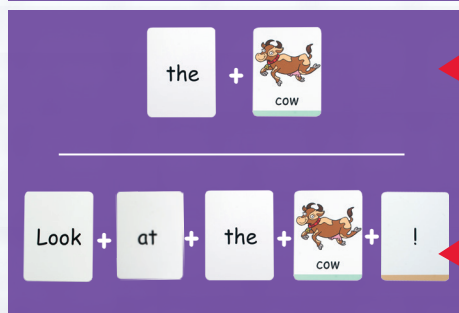 the + cow
Look + at + the + cow + !